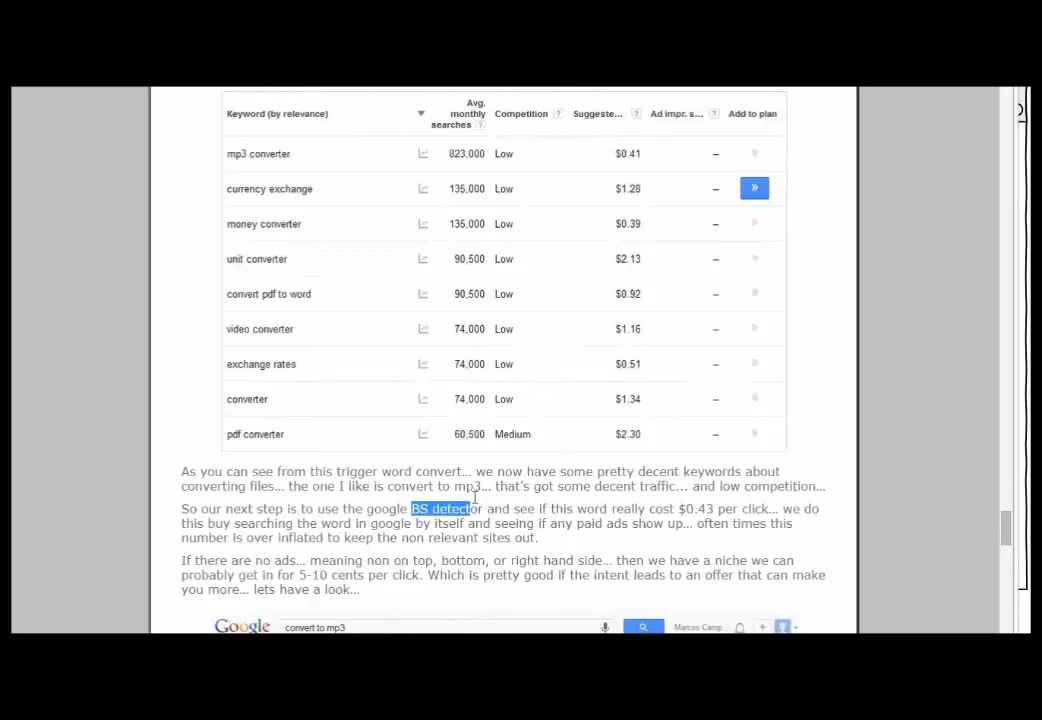 Avg.
Keyword (by relevance) monthly Competition ? Suggeste... ? Ad impr. s... ? Add to plan
searches ?
mp3 converter 823,000 Low $0.41 –
currency exchange 135,000 Low $1.28 – »
money converter 135,000 Low $0.39 –
unit converter 90,500 Low $2.13 –
convert pdf to word 90,500 Low $0.92 –
video converter 74,000 Low $1.16 –
exchange rates 74,000 Low $0.51 –
converter 74,000 Low $1.34 –
pdf converter 60,500 Medium $2.30 –
As you can see from this trigger word convert... we now have some pretty decent keywords about
converting files... the one I like is convert to mp3... that's got some decent traffic... and low competition...
So our next step is to use the google BS detector and see if this word really cost $0.43 per click... we do
this buy searching the word in google by itself and seeing if any paid ads show up... often times this
number is over inflated to keep the non relevant sites out.
If there are no ads... meaning non on top, bottom, or right hand side... then we have a niche we can
probably get in for 5-10 cents per click. Which is pretty good if the intent leads to an offer that can make
you more... lets have a look...
Google convert to mp3 Marcus Camp... +